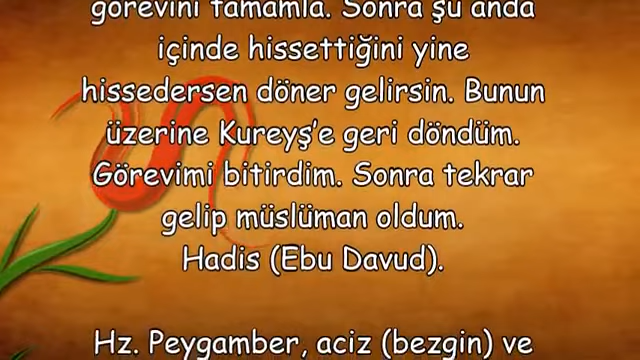 görevini tamamla. Sonra şu anda
içinde hissettiğini yine
hissedersen döner gelirsin. Bunun
üzerine Kureyş'e geri döndüm.
Görevimi bitirdim. Sonra tekrar
gelip müslüman oldum.
Hadis (Ebu Davud).
Hz. Peygamber, aciz (bezgin) ve